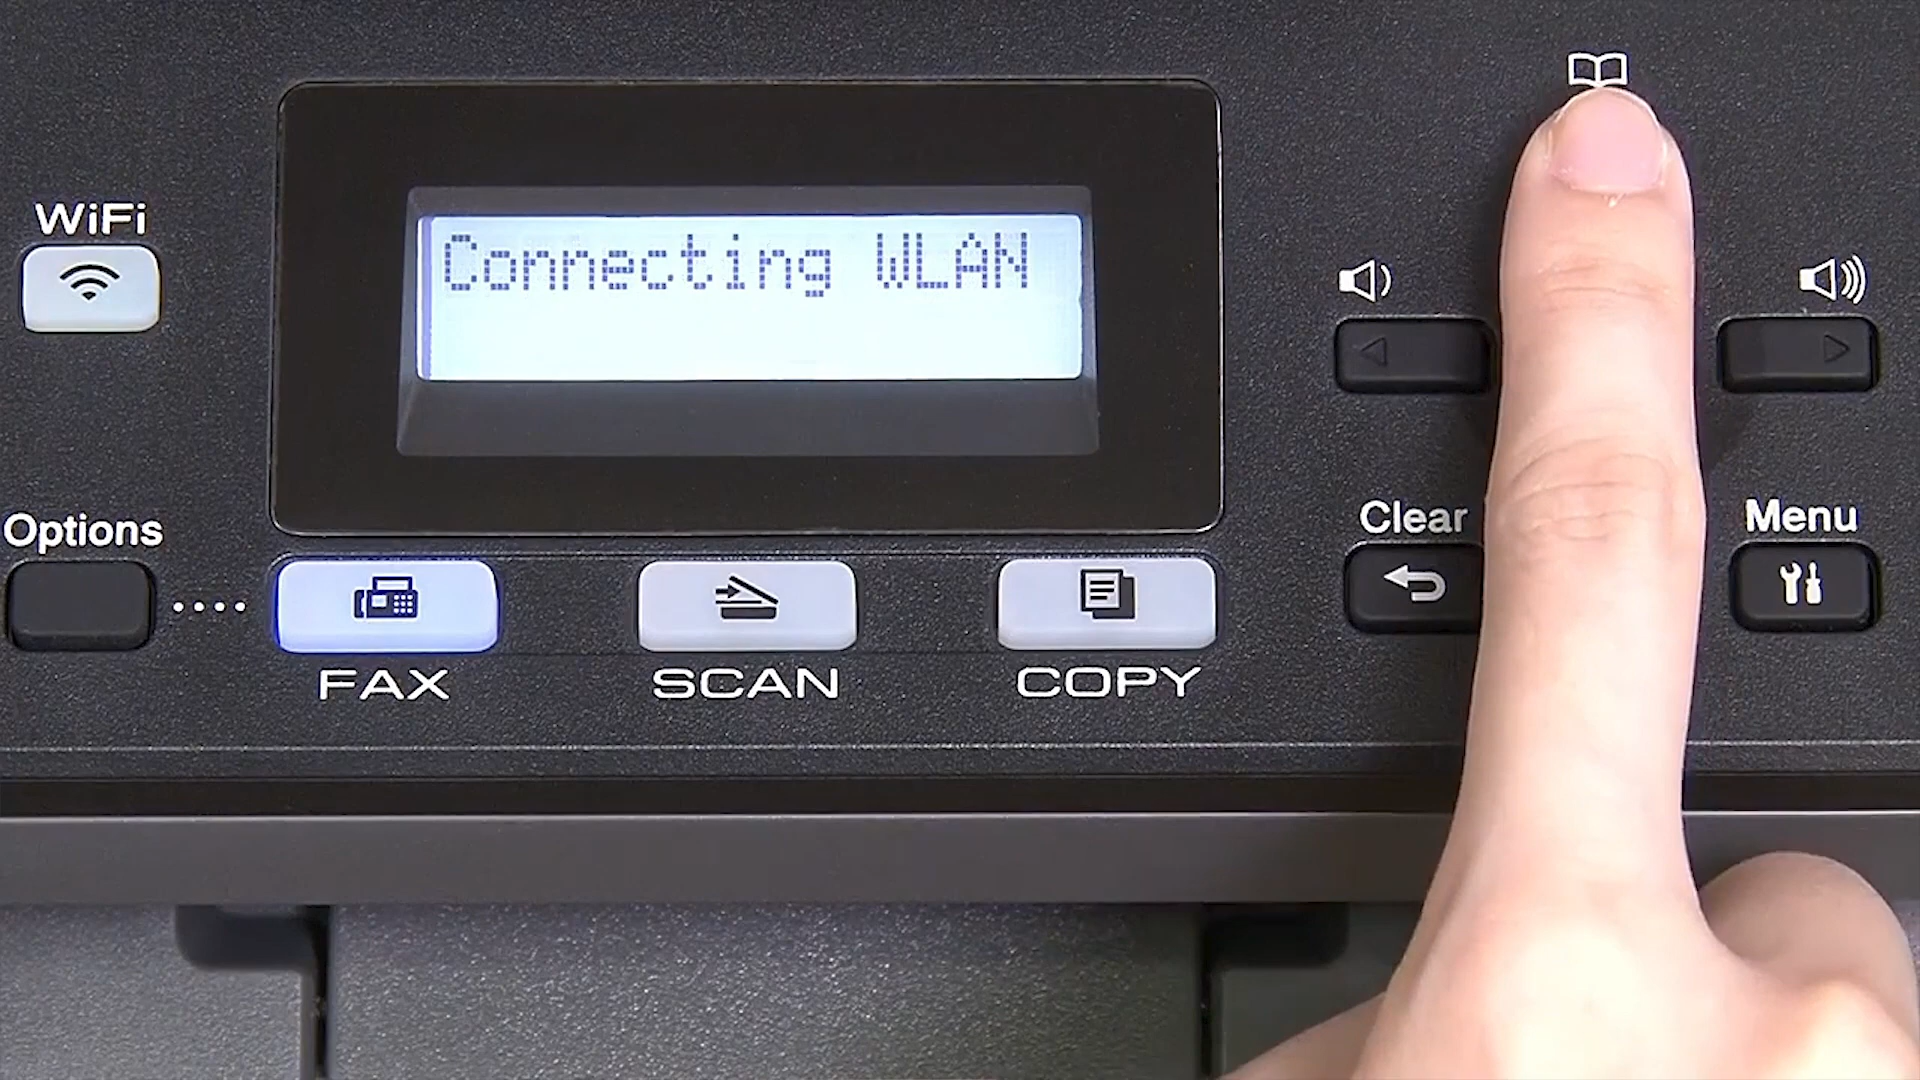 WiFi
Connecting WLAN
Options
Clear
Menu
FAX
SCAN
COPY